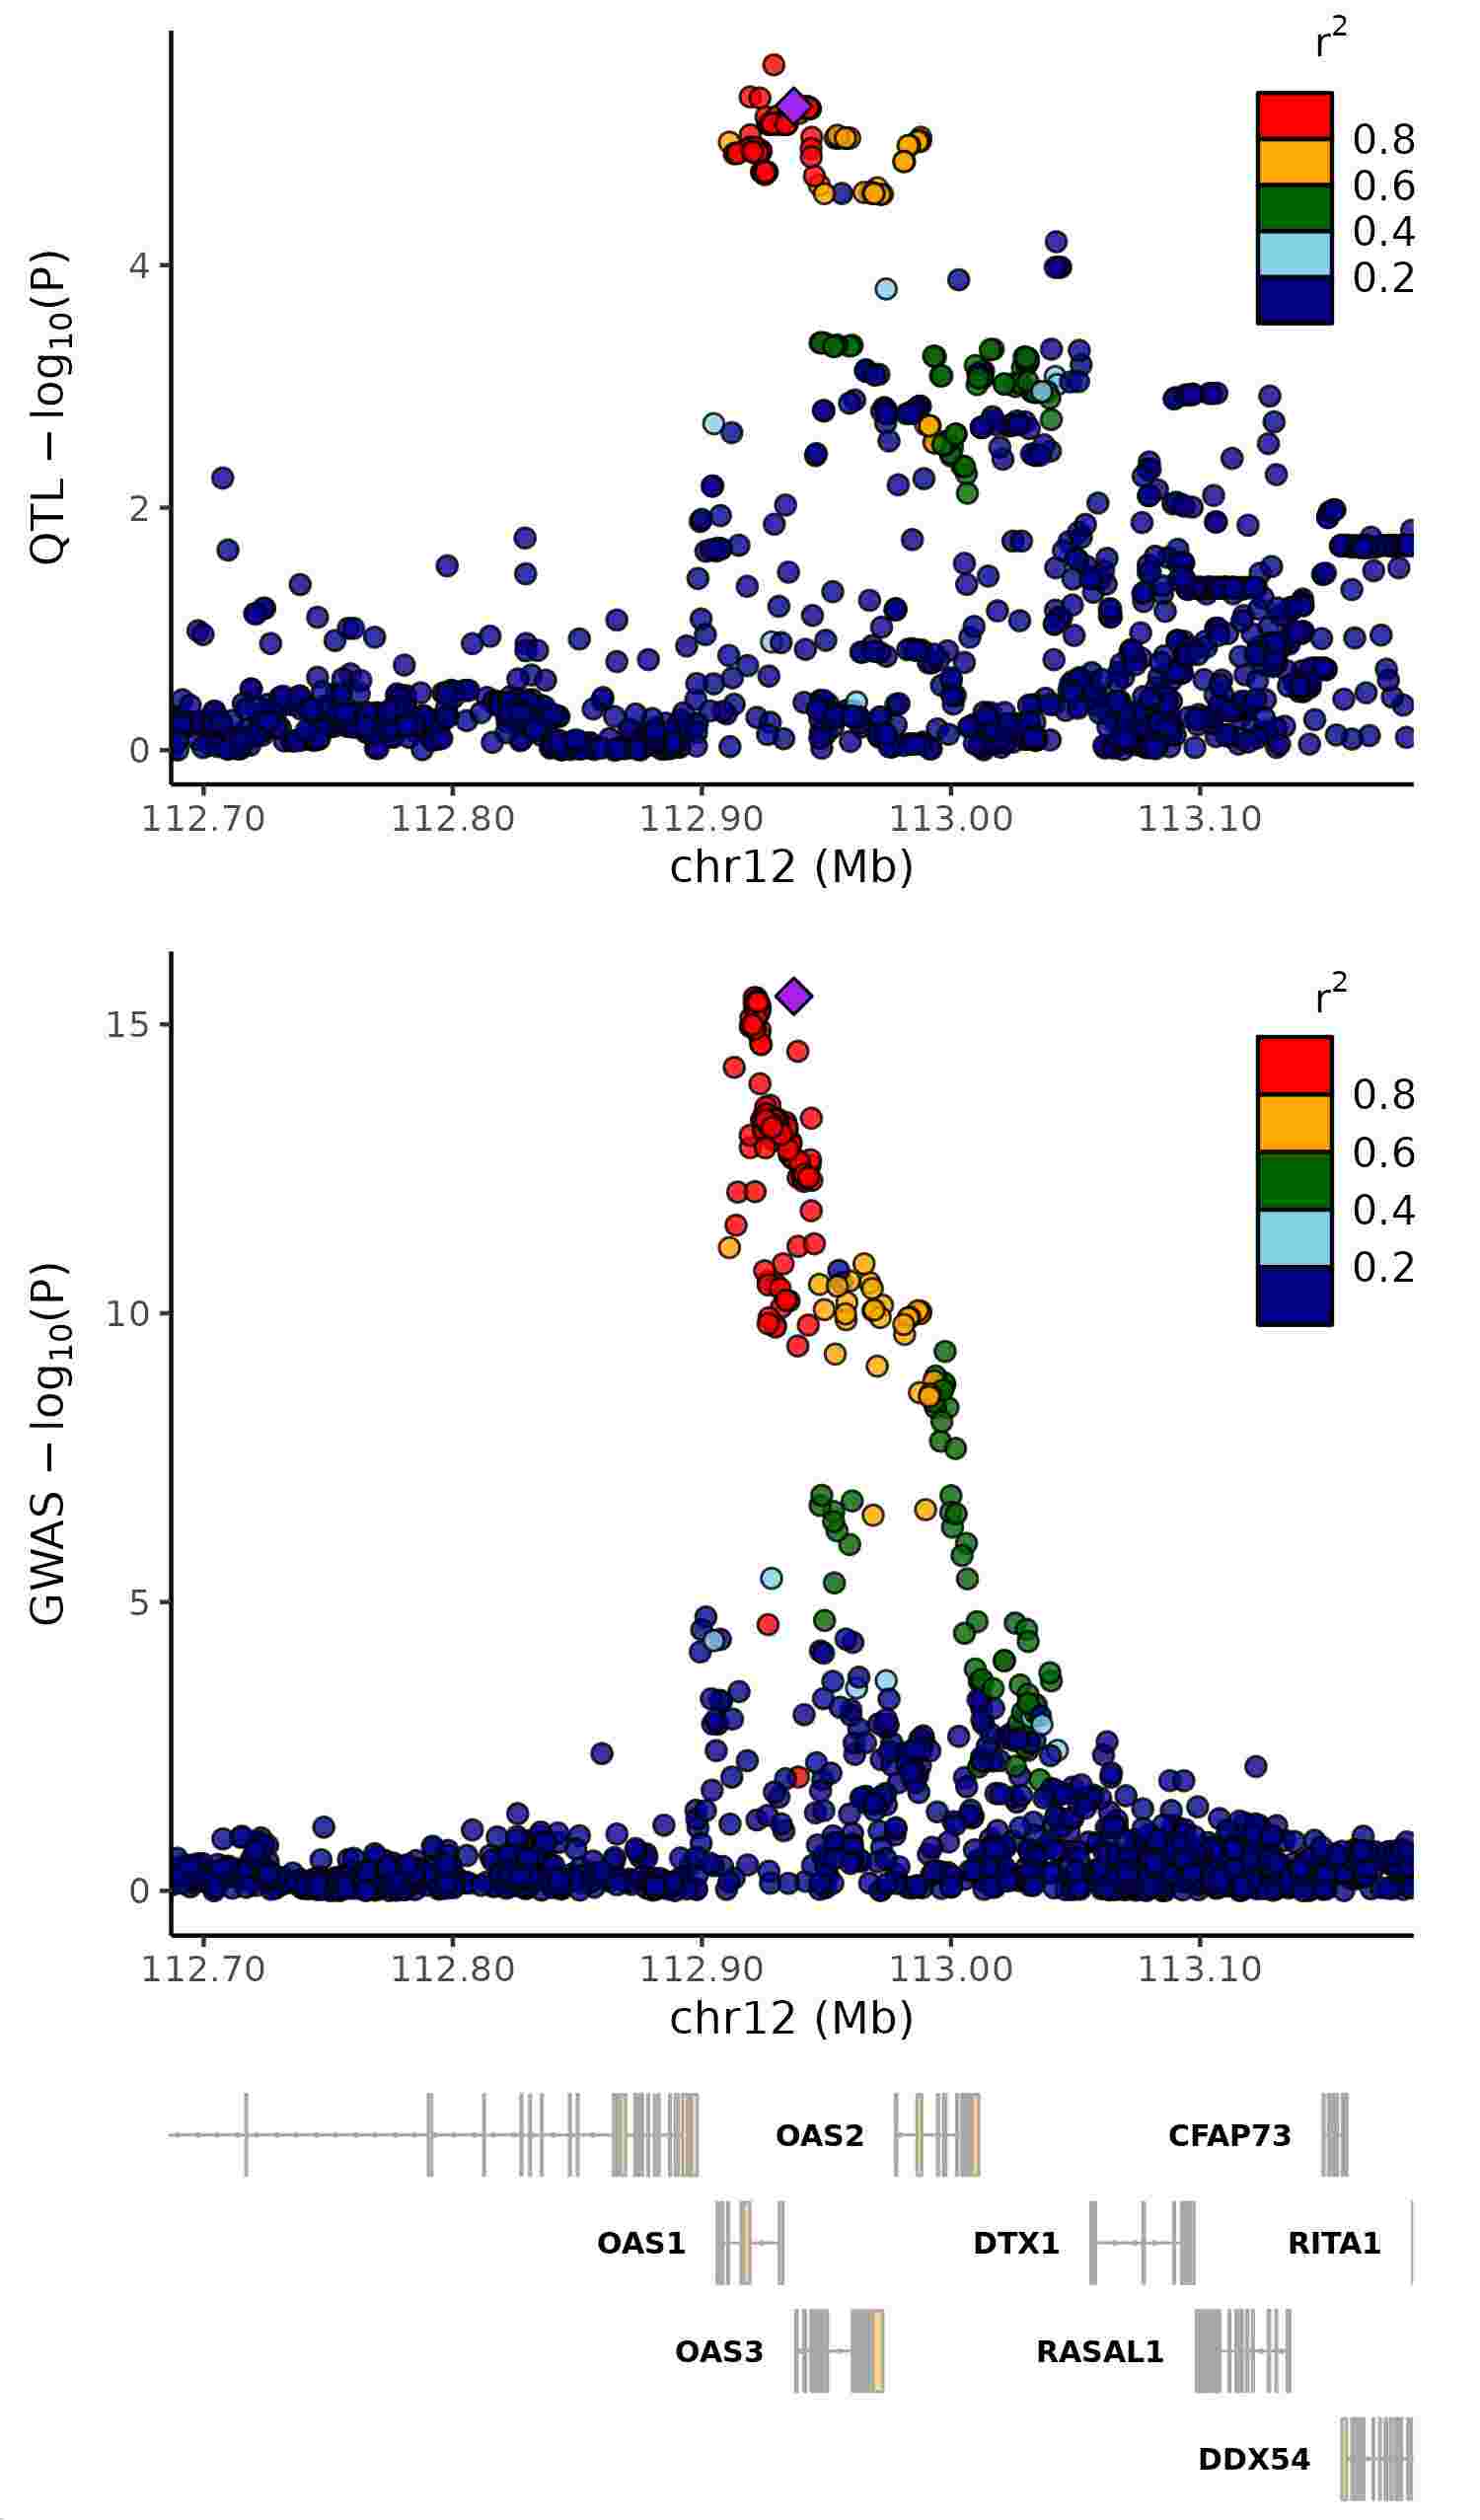 r²
0.8
0.6
0.4
0.2
QTL −log₁₀(P)
4
2
0
112.70 112.80 112.90 113.00 113.10
chr12 (Mb)
r²
0.8
0.6
0.4
0.2
GWAS −log₁₀(P)
15
10
5
0
112.70 112.80 112.90 113.00 113.10
chr12 (Mb)
OAS2 CFAP73
OAS1 DTX1 RITA1
OAS3 RASAL1
DDX54